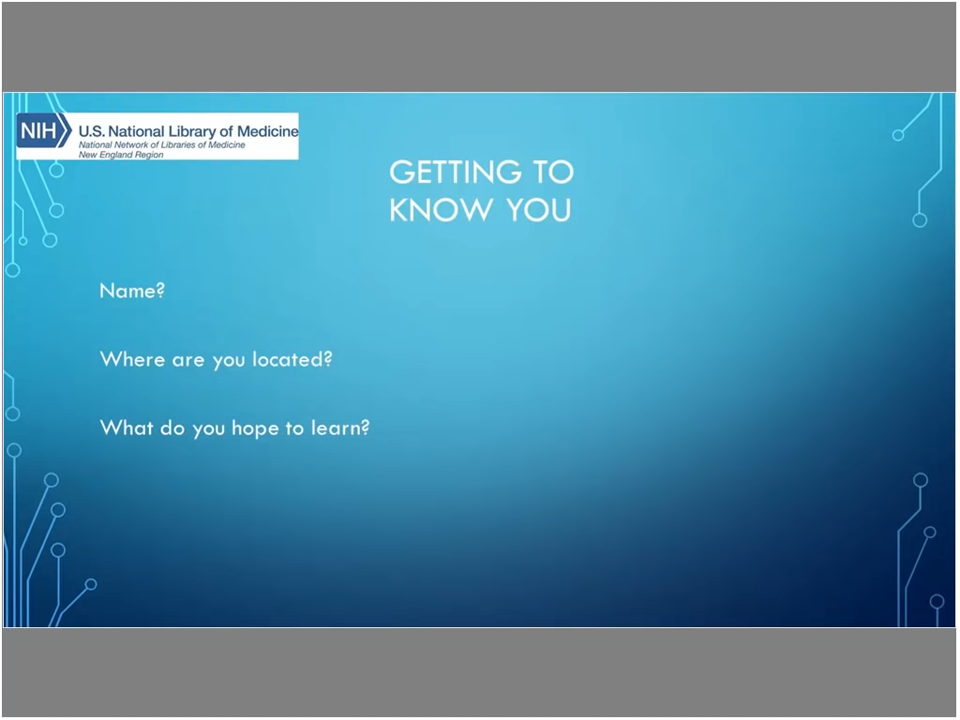 NIH U.S. National Library of Medicine
National Network of Libraries of Medicine
New England Region
GETTING TO
KNOW YOU
Name?
Where are you located?
What do you hope to learn?